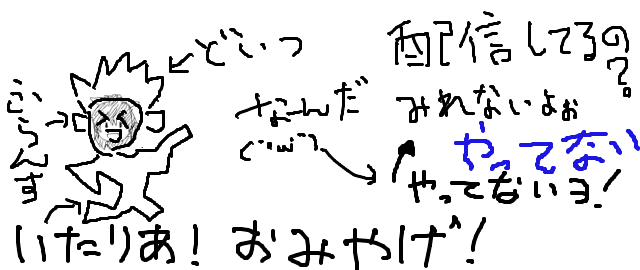 どいつ
ふらんす
配信してるの?
みれないよぉ
なんだ
やってない
やってないヨ!
いたりあ! おみやげ!